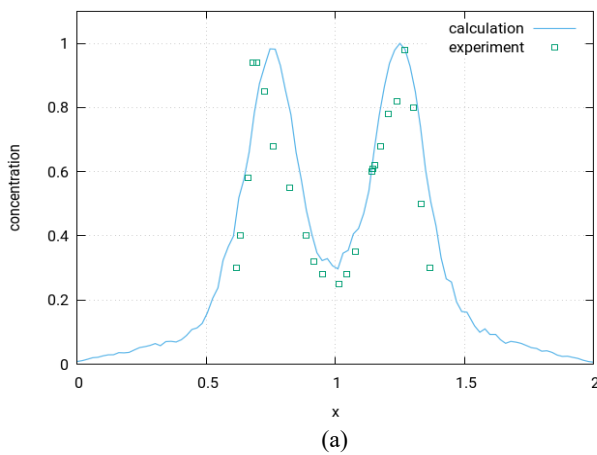 calculation
experiment
concentration
1
0.8
0.6
0.4
0.2
0
0 0.5 1 1.5 2
x
(a)